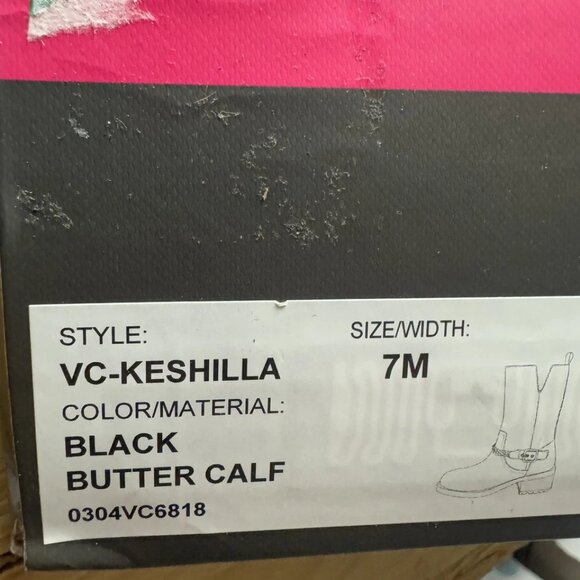 STYLE:
VC-KESHILLA
COLOR/MATERIAL:
BLACK
BUTTER CALF
0304VC6818
SIZE/WIDTH:
7M